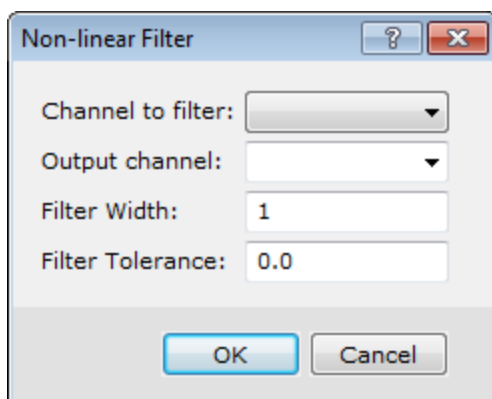 Non-linear Filter
?
Channel to filter:
Output channel:
Filter Width: 1
Filter Tolerance: 0.0
OK Cancel